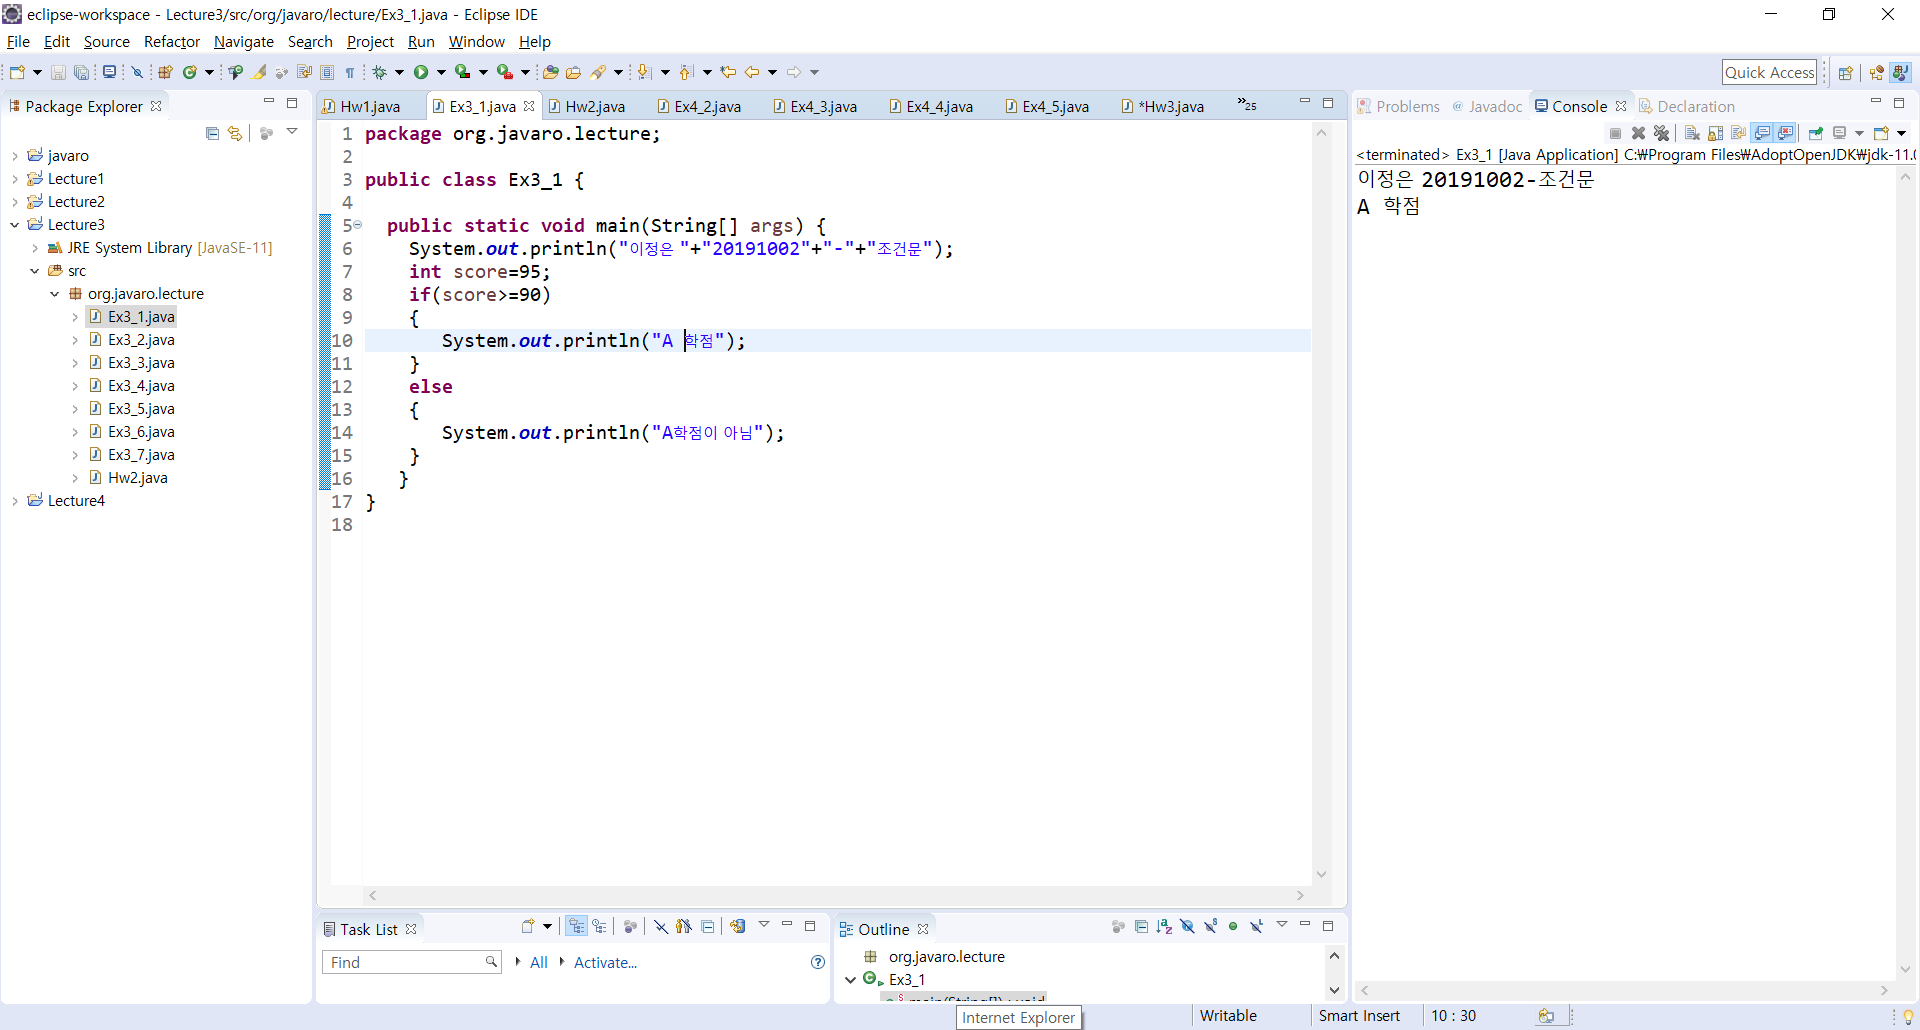 eclipse-workspace - Lecture3/src/org/javaro/lecture/Ex3_1.java - Eclipse IDE
File Edit Source Refactor Navigate Search Project Run Window Help
Quick Access
Package Explorer
javaro
Lecture1
Lecture2
Lecture3
JRE System Library [JavaSE-11]
src
org.javaro.lecture
Ex3_1.java
Ex3_2.java
Ex3_3.java
Ex3_4.java
Ex3_5.java
Ex3_6.java
Ex3_7.java
Hw2.java
Lecture4
Hw1.java Ex3_1.java Hw2.java Ex4_2.java Ex4_3.java Ex4_4.java Ex4_5.java *Hw3.java »25
1 package org.javaro.lecture;
2
3 public class Ex3_1 {
4
5 public static void main(String[] args) {
6 System.out.println("이정은 "+"20191002"+"-"+"조건문");
7 int score=95;
8 if(score>=90)
9 {
10 System.out.println("A 학점");
11 }
12 else
13 {
14 System.out.println("A학점이 아님");
15 }
16 }
17 }
18
Problems @ Javadoc Console Declaration
<terminated> Ex3_1 [Java Application] C:₩Program Files₩AdoptOpenJDK₩jdk-11.0
이정은 20191002-조건문
A 학점
Task List
Find All Activate...
Outline
org.javaro.lecture
Ex3_1
main(String[]) : void
Internet Explorer
Writable Smart Insert 10 : 30